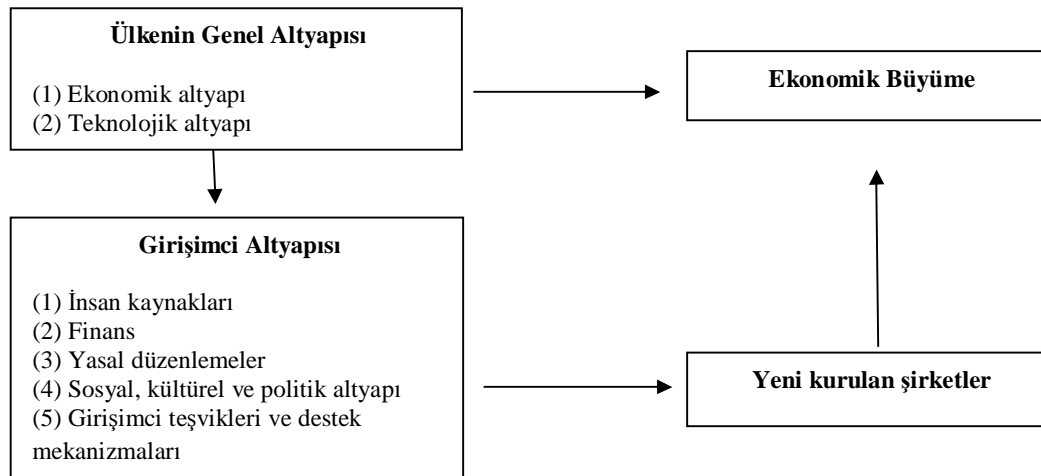 Ülkenin Genel Altyapısı
(1) Ekonomik altyapı
(2) Teknolojik altyapı
Ekonomik Büyüme
Girişimci Altyapısı
(1) İnsan kaynakları
(2) Finans
(3) Yasal düzenlemeler
(4) Sosyal, kültürel ve politik altyapı
(5) Girişimci teşvikleri ve destek
mekanizmaları)
Yeni kurulan şirketler